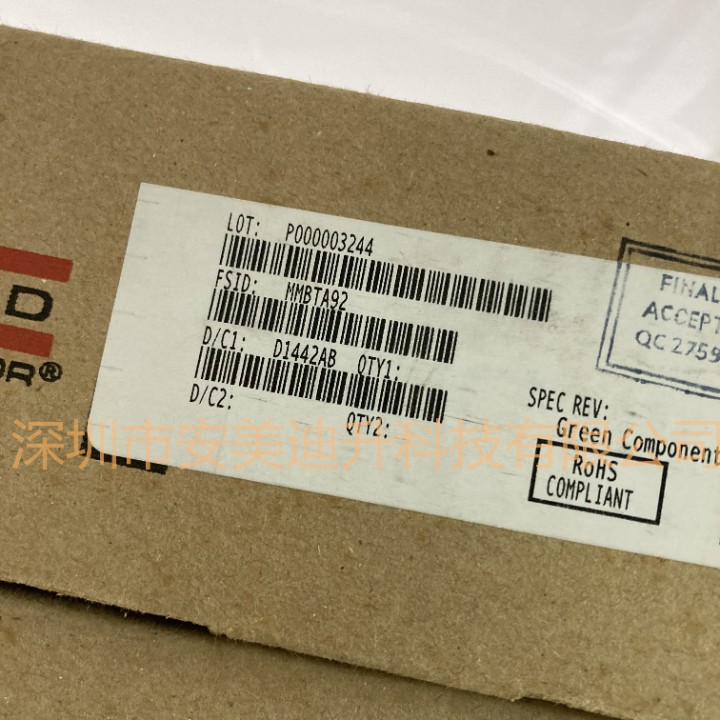 LOT: P000003244
FSID: MMBTA92
D/C1: D1442AB QTY1:
D/C2: QTY2:
SPEC REV:
Green Component
RoHS
COMPLIANT
FINAL
ACCEPT
QC 2759
D
OR®
深圳市安美迪升科技有限公司